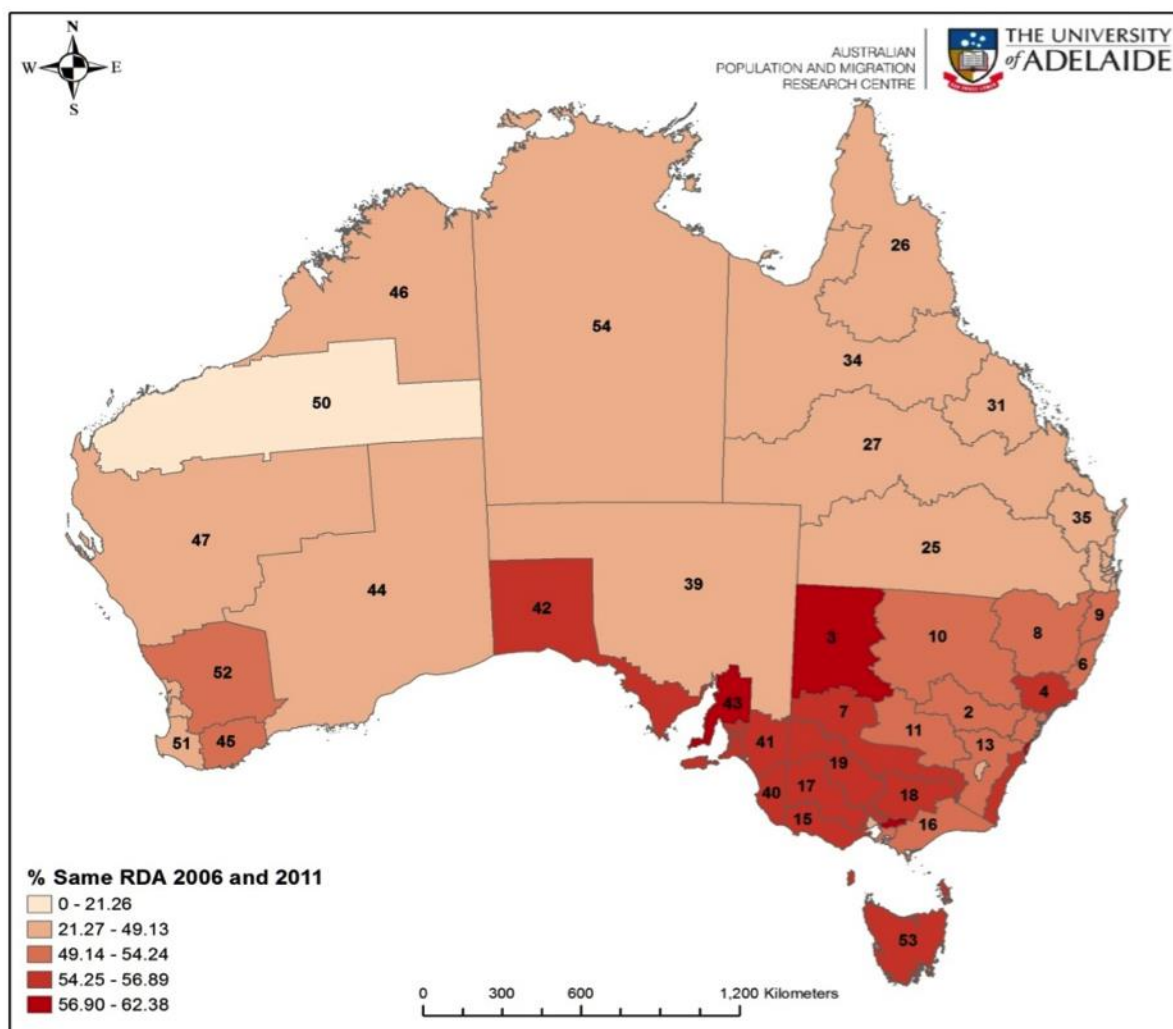 N
W E
S
AUSTRALIAN
POPULATION AND MIGRATION
RESEARCH CENTRE
THE UNIVERSITY
of ADELAIDE
26
46
54
34
50
31
27
35
47
25
44
39
42
9
3
10
8
6
52
4
43
7
2
11
51
45
41
13
19
40
17
18
15
16
53
% Same RDA 2006 and 2011
0 - 21.26
21.27 - 49.13
49.14 - 54.24
54.25 - 56.89
56.90 - 62.38
0 300 600 1,200 Kilometers